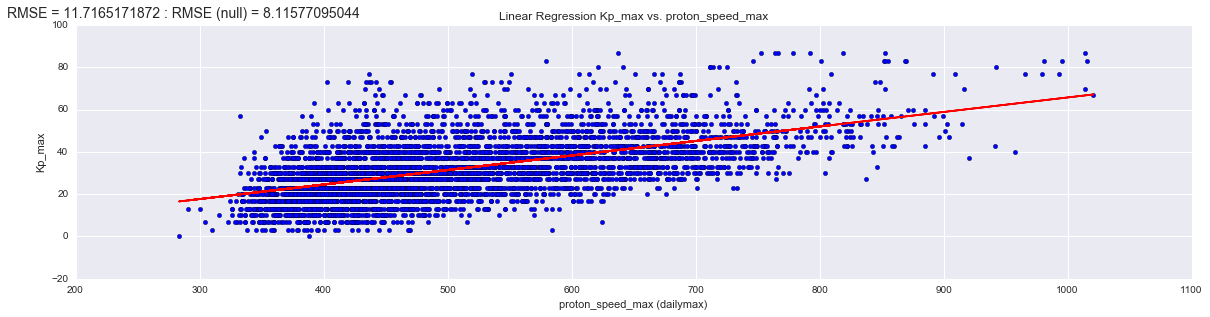 RMSE = 11.7165171872 : RMSE (null) = 8.11577095044
Linear Regression Kp_max vs. proton_speed_max
100
80
60
40
20
0
−20
Kp_max
200 300 400 500 600 700 800 900 1000 1100
proton_speed_max (dailymax)